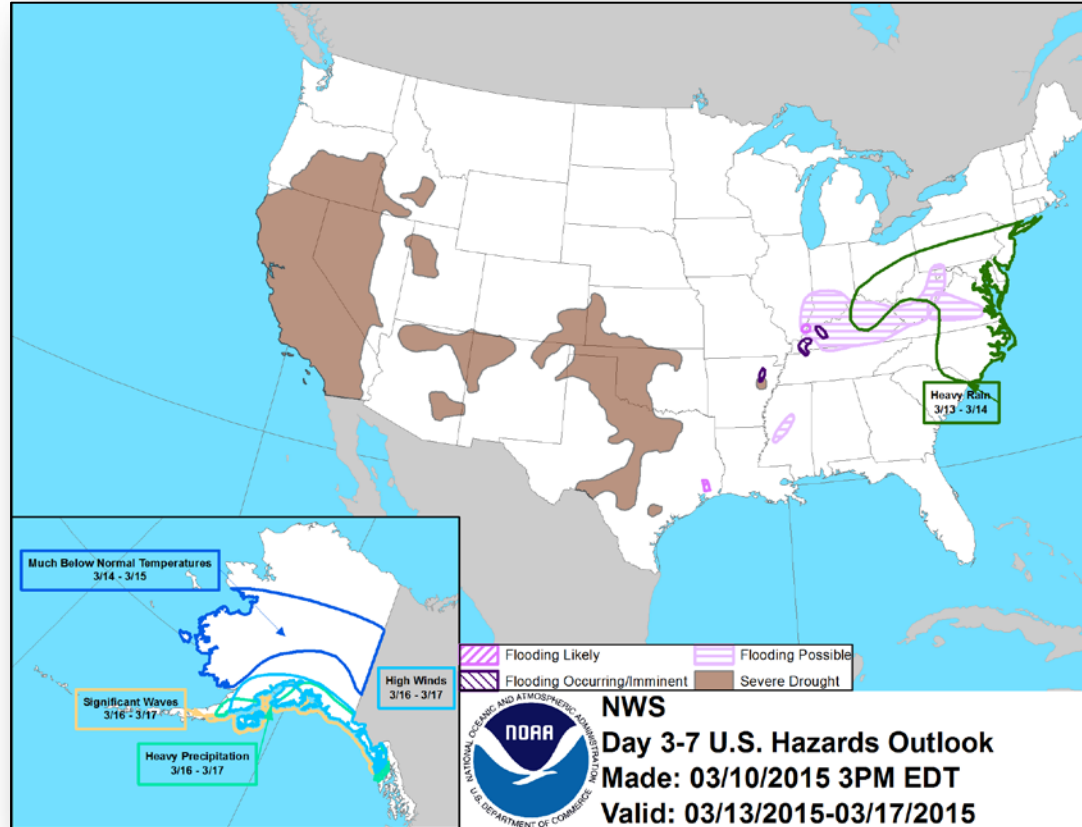 Heavy Rain
3/13 - 3/14
Much Below Normal Temperatures
3/14 - 3/15
High Winds
3/16 - 3/17
Significant Waves
3/16 - 3/17
Heavy Precipitation
3/16 - 3/17
Flooding Likely
Flooding Possible
Flooding Occurring/Imminent
Severe Drought
NATIONAL OCEANIC AND ATMOSPHERIC ADMINISTRATION
NOAA
U.S. DEPARTMENT OF COMMERCE
NWS
Day 3-7 U.S. Hazards Outlook
Made: 03/10/2015 3PM EDT
Valid: 03/13/2015-03/17/2015